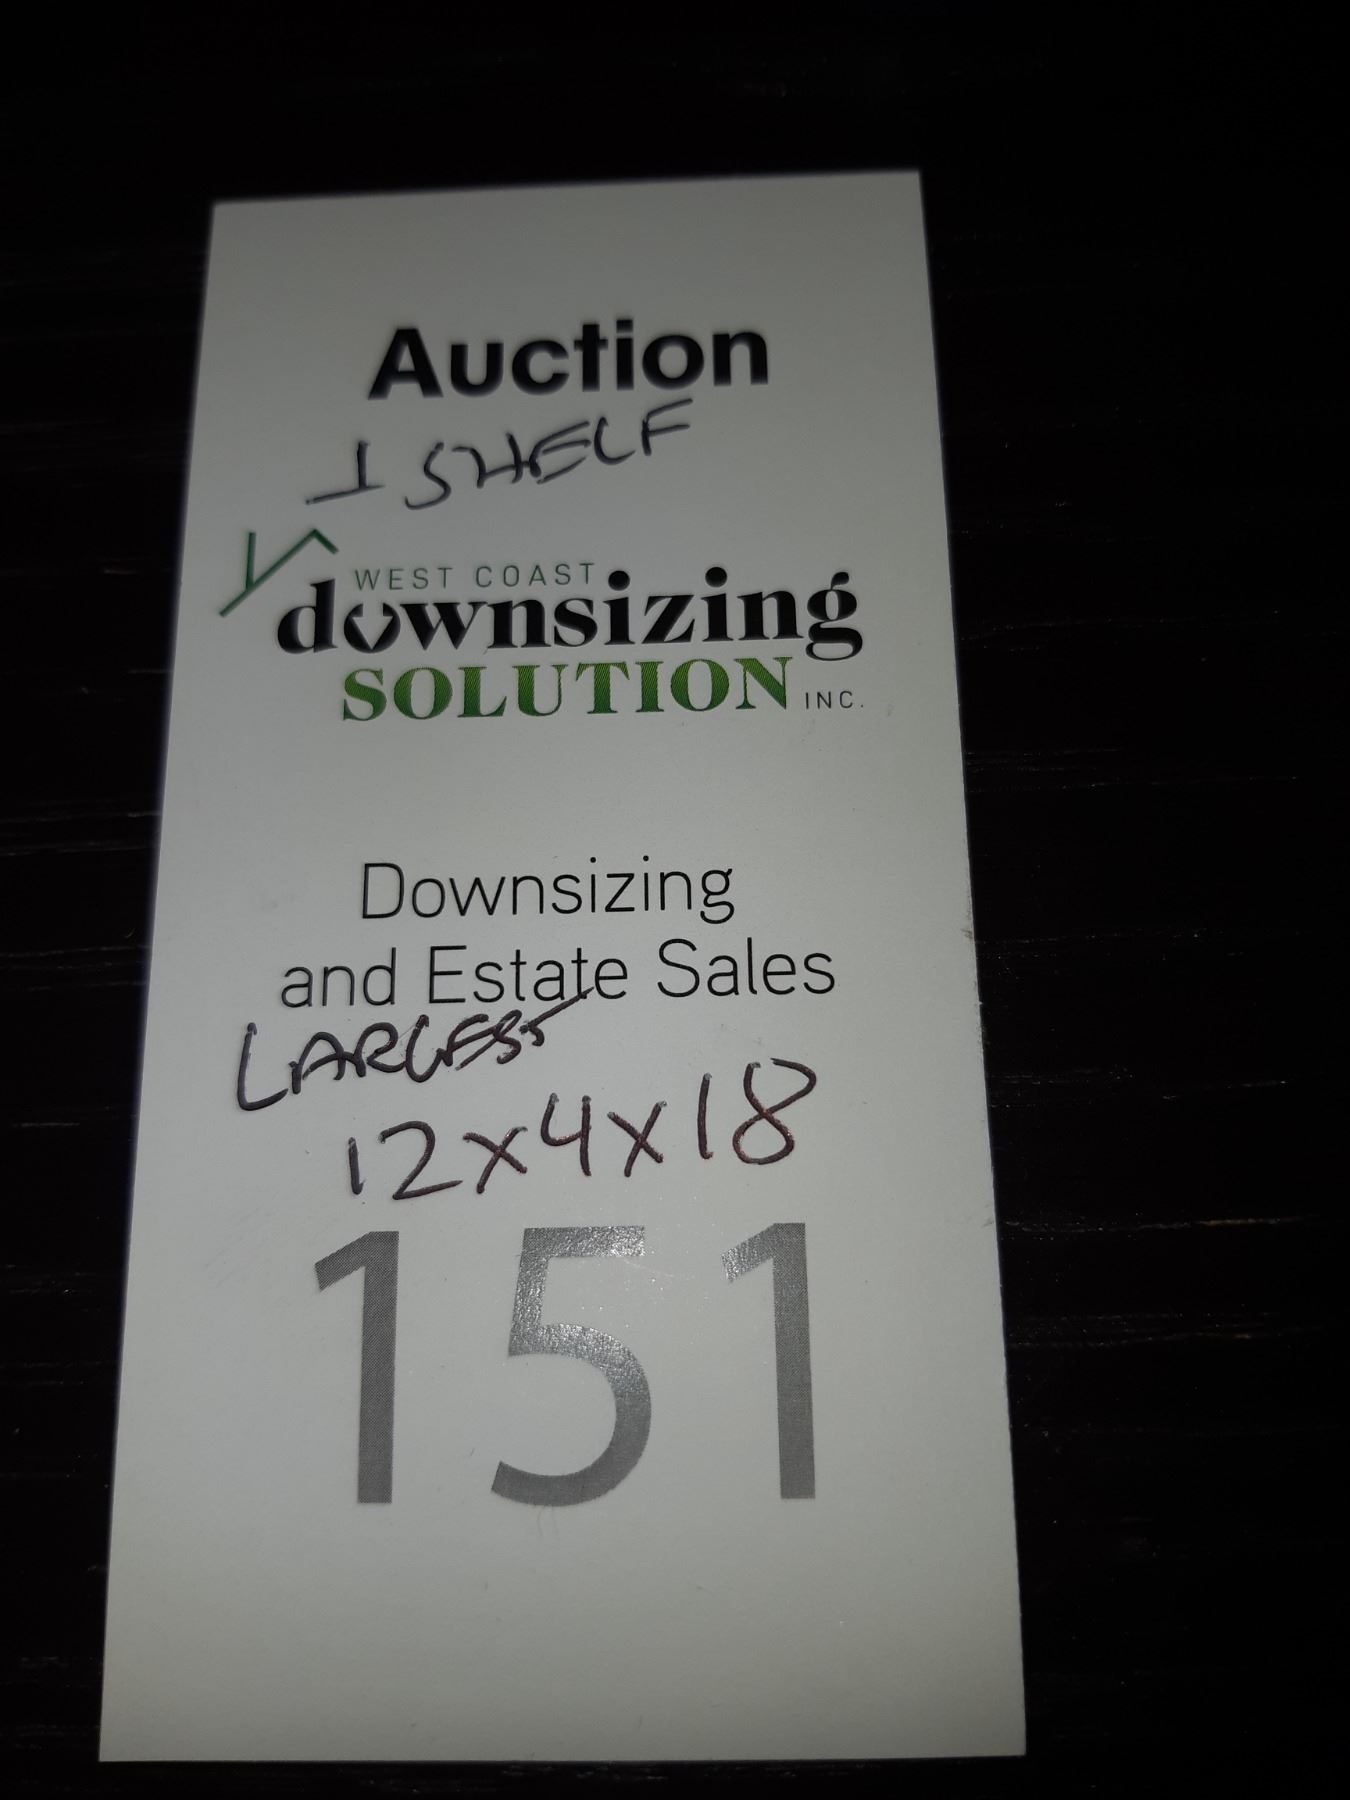 Auction
1 SHELF
WEST COAST
downsizing
SOLUTION INC.
Downsizing
and Estate Sales
LARGEST
12x4x18
151